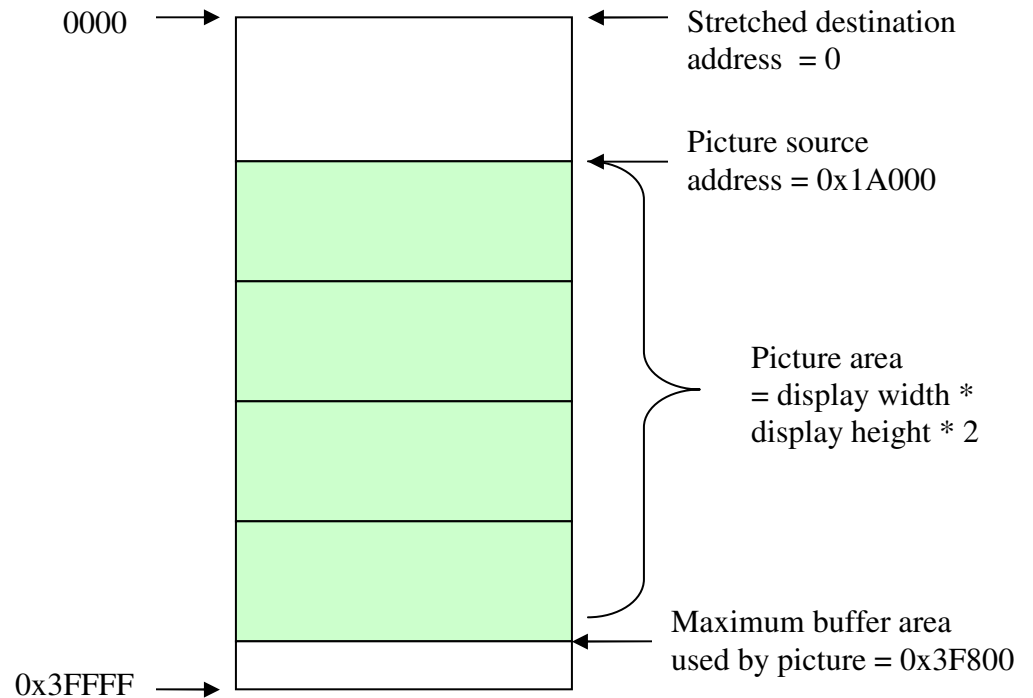 0000
Stretched destination
address = 0
Picture source
address = 0x1A000
Picture area
= display width *
display height * 2
Maximum buffer area
used by picture = 0x3F800
0x3FFFF